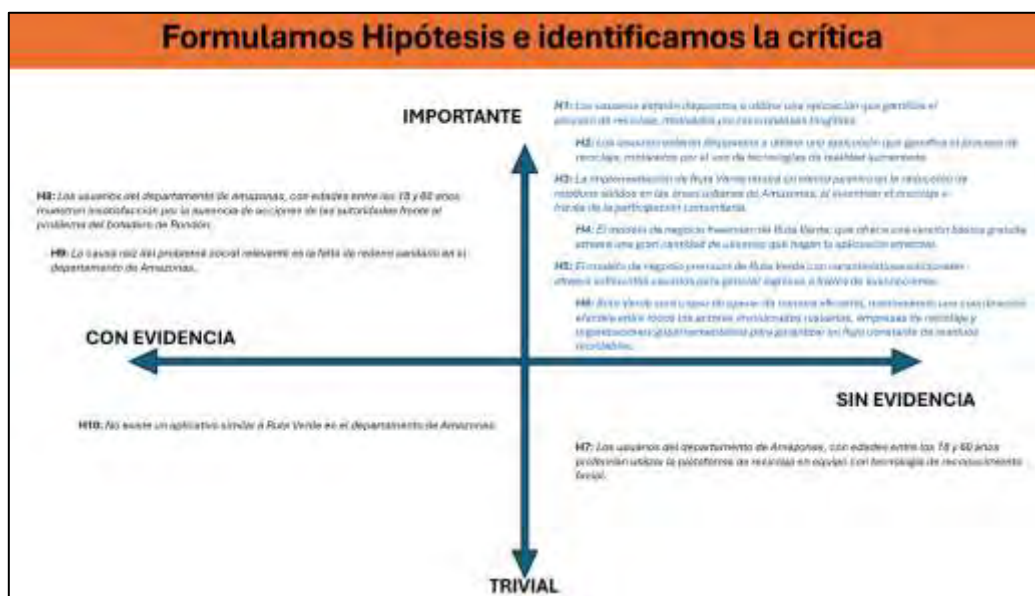 Formulamos Hipótesis e identificamos la crítica
IMPORTANTE
H1: Los usuarios estarán dispuestos a utilizar una aplicación que gamifica el
proceso de reciclaje, motivados por recompensas tangibles.
H2: Los usuarios estarán dispuestos a utilizar una aplicación que gamifica el proceso de
reciclaje, motivados por el uso de tecnologías de realidad aumentada.
H3: La implementación de Ruta Verde tendrá un efecto positivo en la reducción de
residuos sólidos en las áreas urbanas de Amazonas, al incentivar el reciclaje a
través de la participación comunitaria.
H4: El modelo de negocio freemium de Ruta Verde, que ofrece una versión básica gratuita
atraerá una gran cantidad de usuarios que hagan la aplicación
H5: El modelo de negocio premium de Ruta Verde con características adicionales
atraerá suficientes usuarios para generar ingresos a través de suscripciones.
H6: Ruta Verde será capaz de operar de manera eficiente, manteniendo una coordinación
efectiva entre todos los actores involucrados (usuarios, empresas de reciclaje y
organizaciones gubernamentales) para garantizar un flujo constante de residuos
reciclables.
H8: Los usuarios del departamento de Amazonas, con edades entre los 18 y 60 años
muestran insatisfacción por la ausencia de acciones de las autoridades frente al
problema del botadero de Rondón.
H9: La causa raíz del problema social relevante es la falta de relleno sanitario en el
departamento de Amazonas.
CON EVIDENCIA
SIN EVIDENCIA
H10: No existe un aplicativo similar a Ruta Verde en el departamento de Amazonas.
H7: Los usuarios del departamento de Amazonas, con edades entre los 18 y 60 años
preferirían utilizar la plataforma de reciclaje en equipo con tecnología de reconocimiento
facial.
TRIVIAL